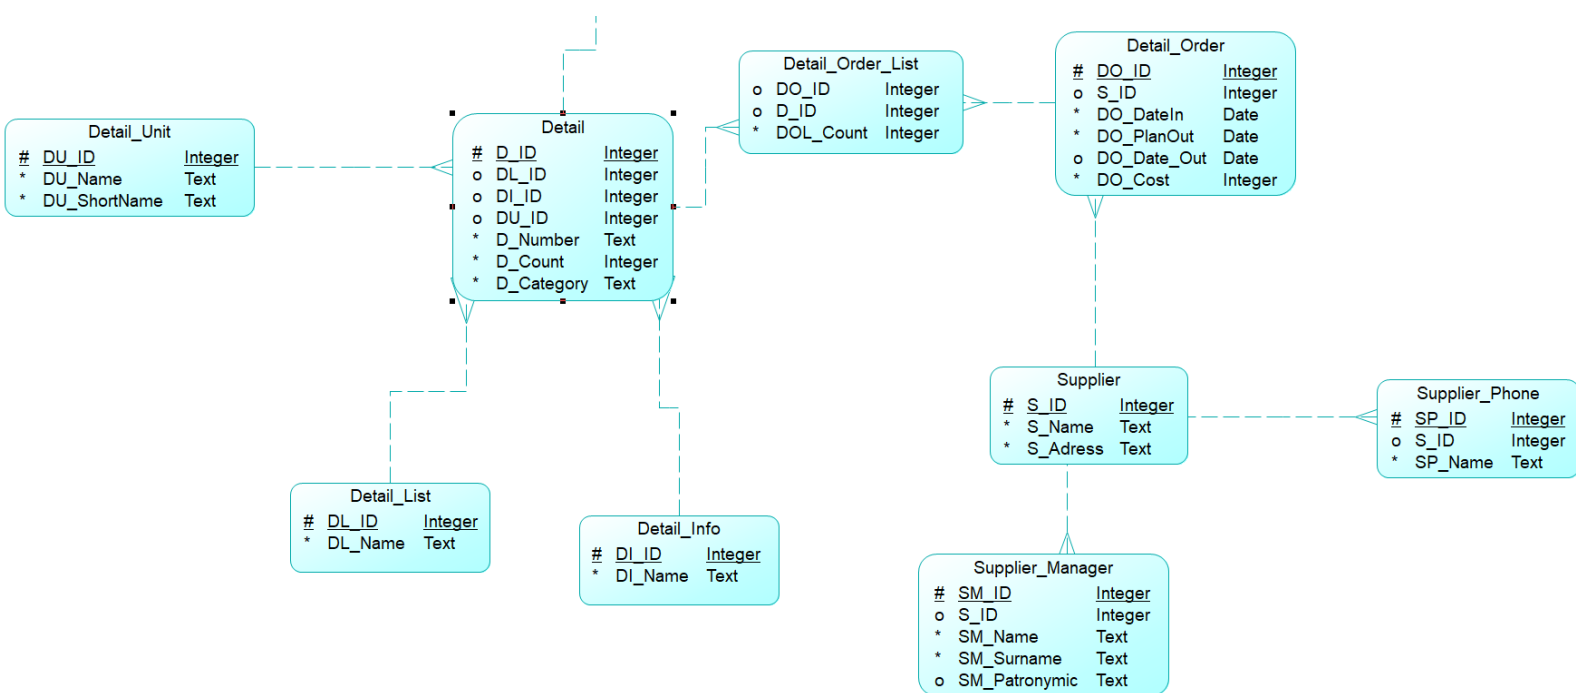 Detail_Unit
# DU_ID Integer
* DU_Name Text
* DU_ShortName Text
Detail
# D_ID Integer
o DL_ID Integer
o DI_ID Integer
o DU_ID Integer
* D_Number Text
* D_Count Integer
* D_Category Text
Detail_Order_List
o DO_ID Integer
o D_ID Integer
* DOL_Count Integer
Detail_Order
# DO_ID Integer
o S_ID Integer
* DO_DateIn Date
* DO_PlanOut Date
o DO_Date_Out Date
* DO_Cost Integer
Supplier
# S_ID Integer
* S_Name Text
* S_Adress Text
Supplier_Phone
# SP_ID Integer
o S_ID Integer
* SP_Name Text
Detail_List
# DL_ID Integer
* DL_Name Text
Detail_Info
# DI_ID Integer
* DI_Name Text
Supplier_Manager
# SM_ID Integer
o S_ID Integer
* SM_Name Text
* SM_Surname Text
o SM_Patronymic Text